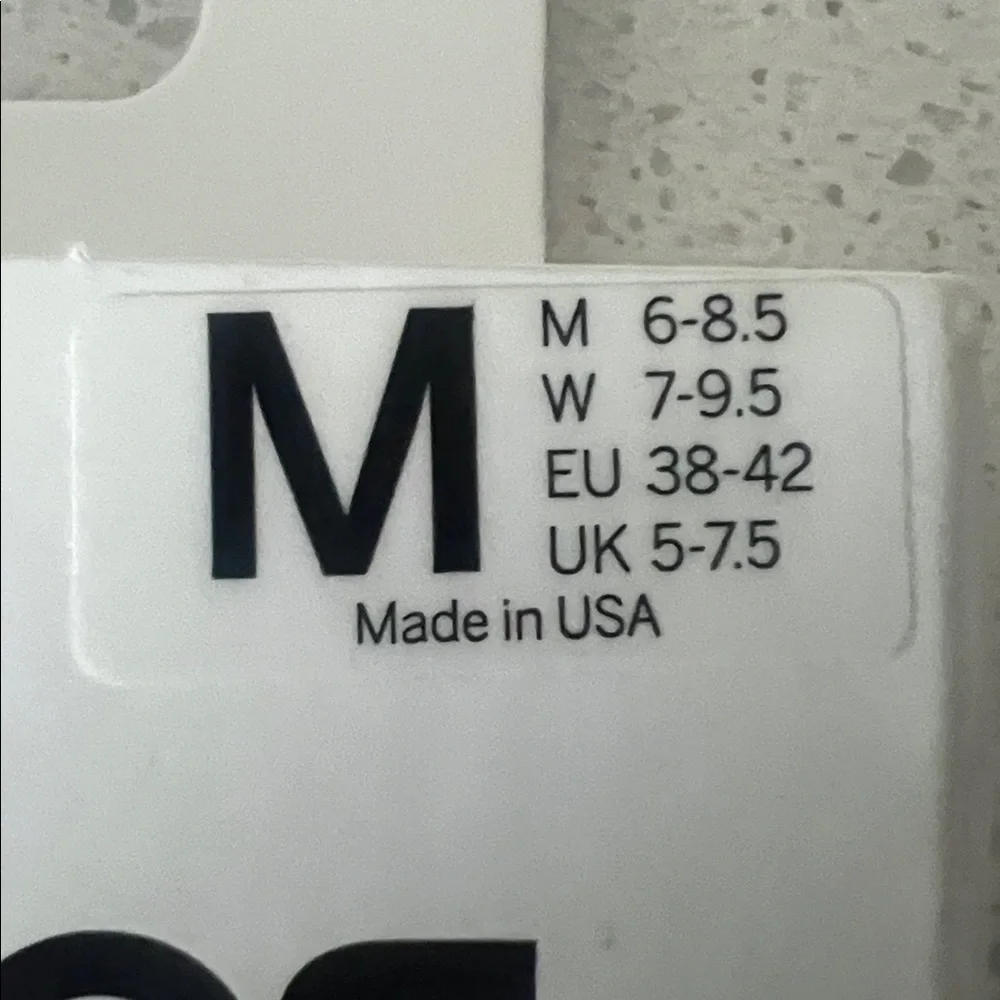 M
M 6-8.5
W 7-9.5
EU 38-42
UK 5-7.5
Made in USA